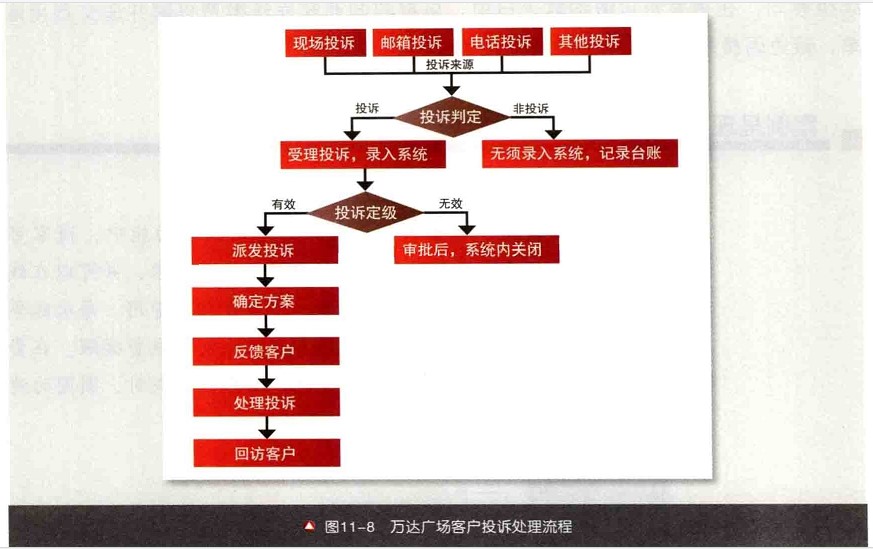 现场投诉 邮箱投诉 电话投诉 其他投诉
投诉来源
投诉 投诉判定 非投诉
受理投诉，录入系统 无须录入系统，记录台账
有效 投诉定级 无效
派发投诉 审批后，系统内关闭
确定方案
反馈客户
处理投诉
回访客户
图11-8 万达广场客户投诉处理流程